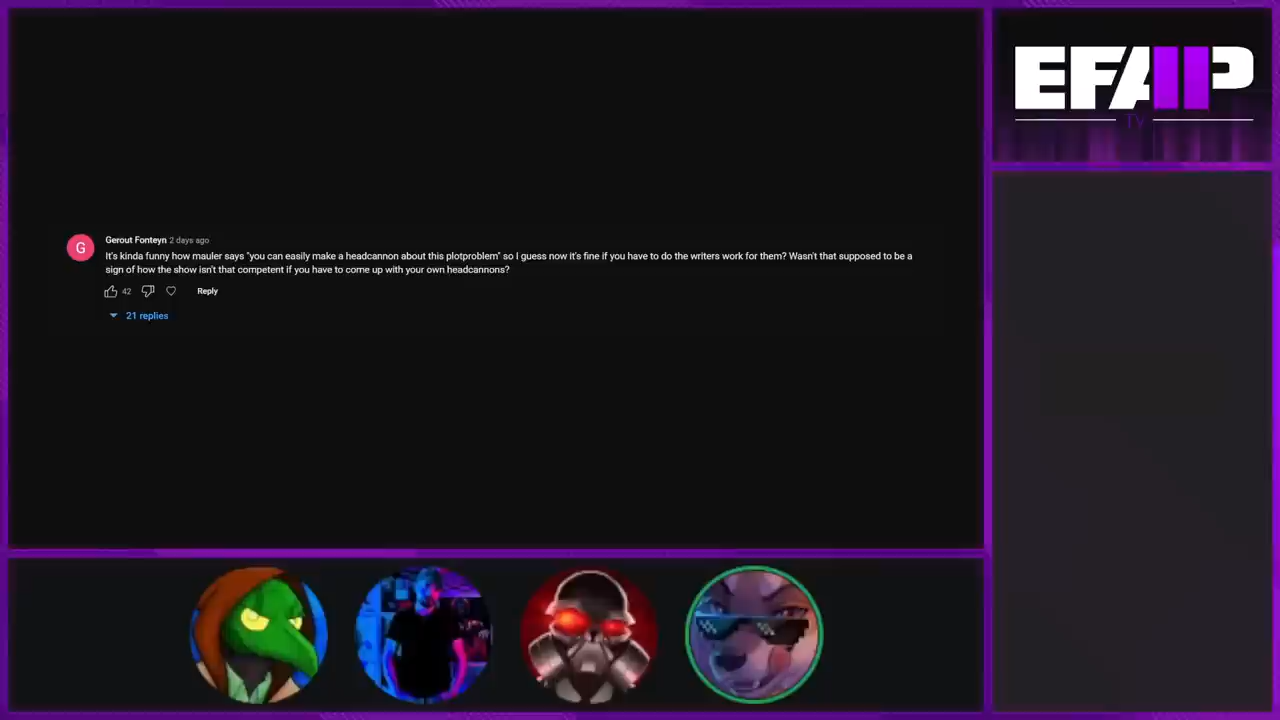 EFAP
TV
G
Gerout Fonteyn 2 days ago
It's kinda funny how mauler says "you can easily make a headcannon about this plotproblem" so I guess now it's fine if you have to do the writers work for them? Wasn't that supposed to be a
sign of how the show isn't that competent if you have to come up with your own headcannons?
42 Reply
21 replies